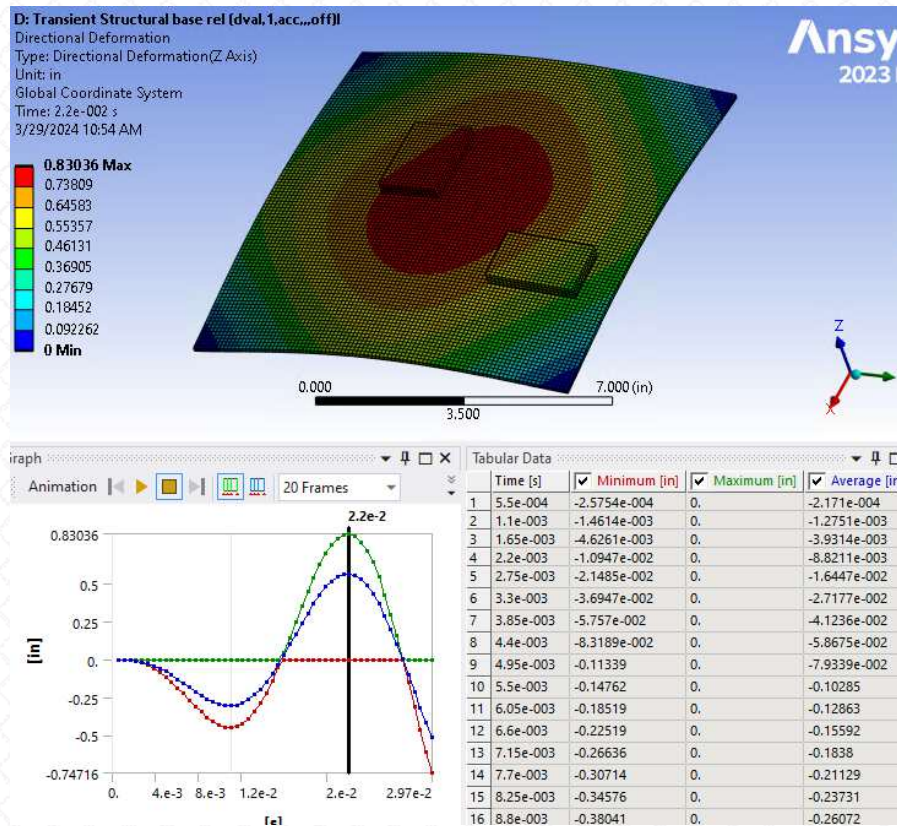 D: Transient Structural base rel (dval,1,acc,,,off)l
Directional Deformation
Type: Directional Deformation(Z Axis)
Unit: in
Global Coordinate System
Time: 2.2e-002 s
3/29/2024 10:54 AM
0.83036 Max
0.73809
0.64583
0.55357
0.46131
0.36905
0.27679
0.18452
0.092262
0 Min
Ansy
2023
0.000 7.000 (in)
3.500
Z
X
Graph
Animation 20 Frames
2.2e-2
0.83036
0.5
0.25
0.
-0.25
-0.5
-0.74716
[in]
0. 4.e-3 8.e-3 1.2e-2 2.e-2 2.97e-2
[s]
Tabular Data
Time [s] Minimum [in] Maximum [in] Average [in
1 5.5e-004 -2.5754e-004 0. -2.171e-004
2 1.1e-003 -1.4614e-003 0. -1.2751e-003
3 1.65e-003 -4.6261e-003 0. -3.9314e-003
4 2.2e-003 -1.0947e-002 0. -8.8211e-003
5 2.75e-003 -2.1485e-002 0. -1.6447e-002
6 3.3e-003 -3.6947e-002 0. -2.7177e-002
7 3.85e-003 -5.757e-002 0. -4.1236e-002
8 4.4e-003 -8.3189e-002 0. -5.8675e-002
9 4.95e-003 -0.11339 0. -7.9339e-002
10 5.5e-003 -0.14762 0. -0.10285
11 6.05e-003 -0.18519 0. -0.12863
12 6.6e-003 -0.22519 0. -0.15592
13 7.15e-003 -0.26636 0. -0.1838
14 7.7e-003 -0.30714 0. -0.21129
15 8.25e-003 -0.34576 0. -0.23731
16 8.8e-003 -0.38041 0. -0.26072